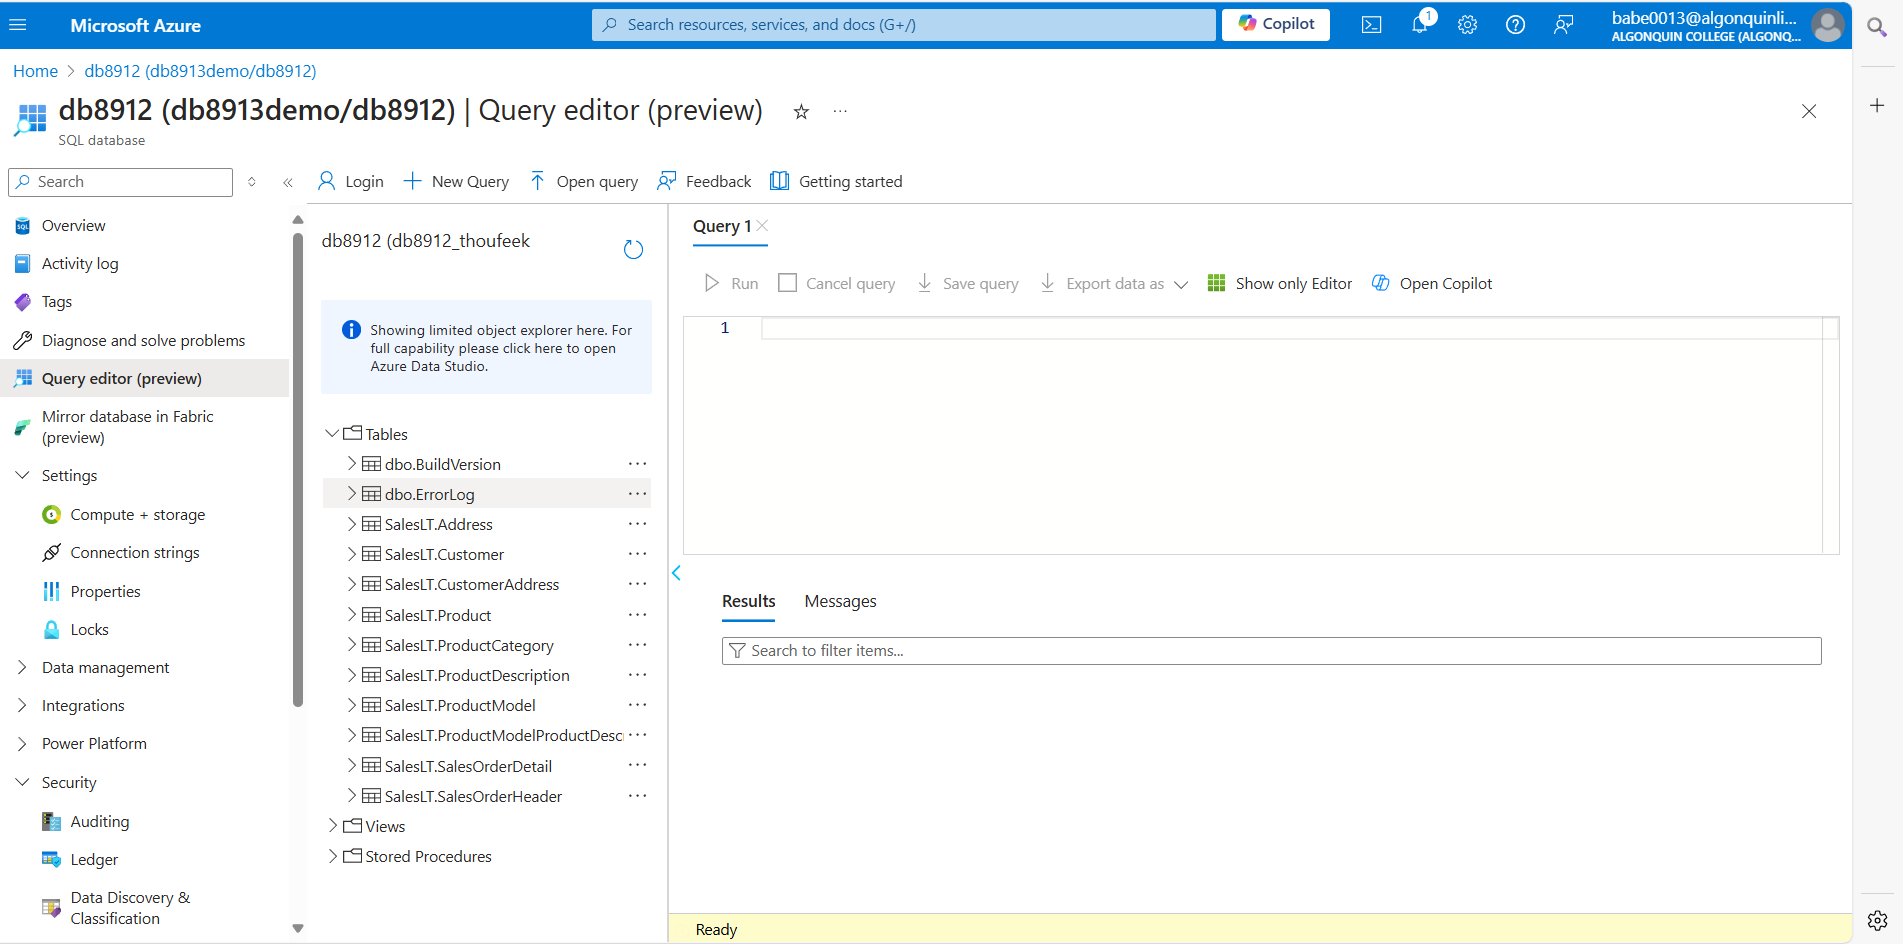 Microsoft Azure
Search resources, services, and docs (G+/)
Copilot
1
babe0013@algonquinli...
ALGONQUIN COLLEGE (ALGONQ...
Home > db8912 (db8913demo/db8912)
db8912 (db8913demo/db8912) | Query editor (preview)
SQL database
Search
Login
New Query
Open query
Feedback
Getting started
Overview
Activity log
Tags
Diagnose and solve problems
Query editor (preview)
Mirror database in Fabric
(preview)
Settings
Compute + storage
Connection strings
Properties
Locks
Data management
Integrations
Power Platform
Security
Auditing
Ledger
Data Discovery &
Classification
db8912 (db8912_thoufeek
Showing limited object explorer here. For
full capability please click here to open
Azure Data Studio.
Tables
dbo.BuildVersion
dbo.ErrorLog
SalesLT.Address
SalesLT.Customer
SalesLT.CustomerAddress
SalesLT.Product
SalesLT.ProductCategory
SalesLT.ProductDescription
SalesLT.ProductModel
SalesLT.ProductModelProductDesc
SalesLT.SalesOrderDetail
SalesLT.SalesOrderHeader
Views
Stored Procedures
Query 1
Run
Cancel query
Save query
Export data as
Show only Editor
Open Copilot
1
Results
Messages
Search to filter items...
Ready